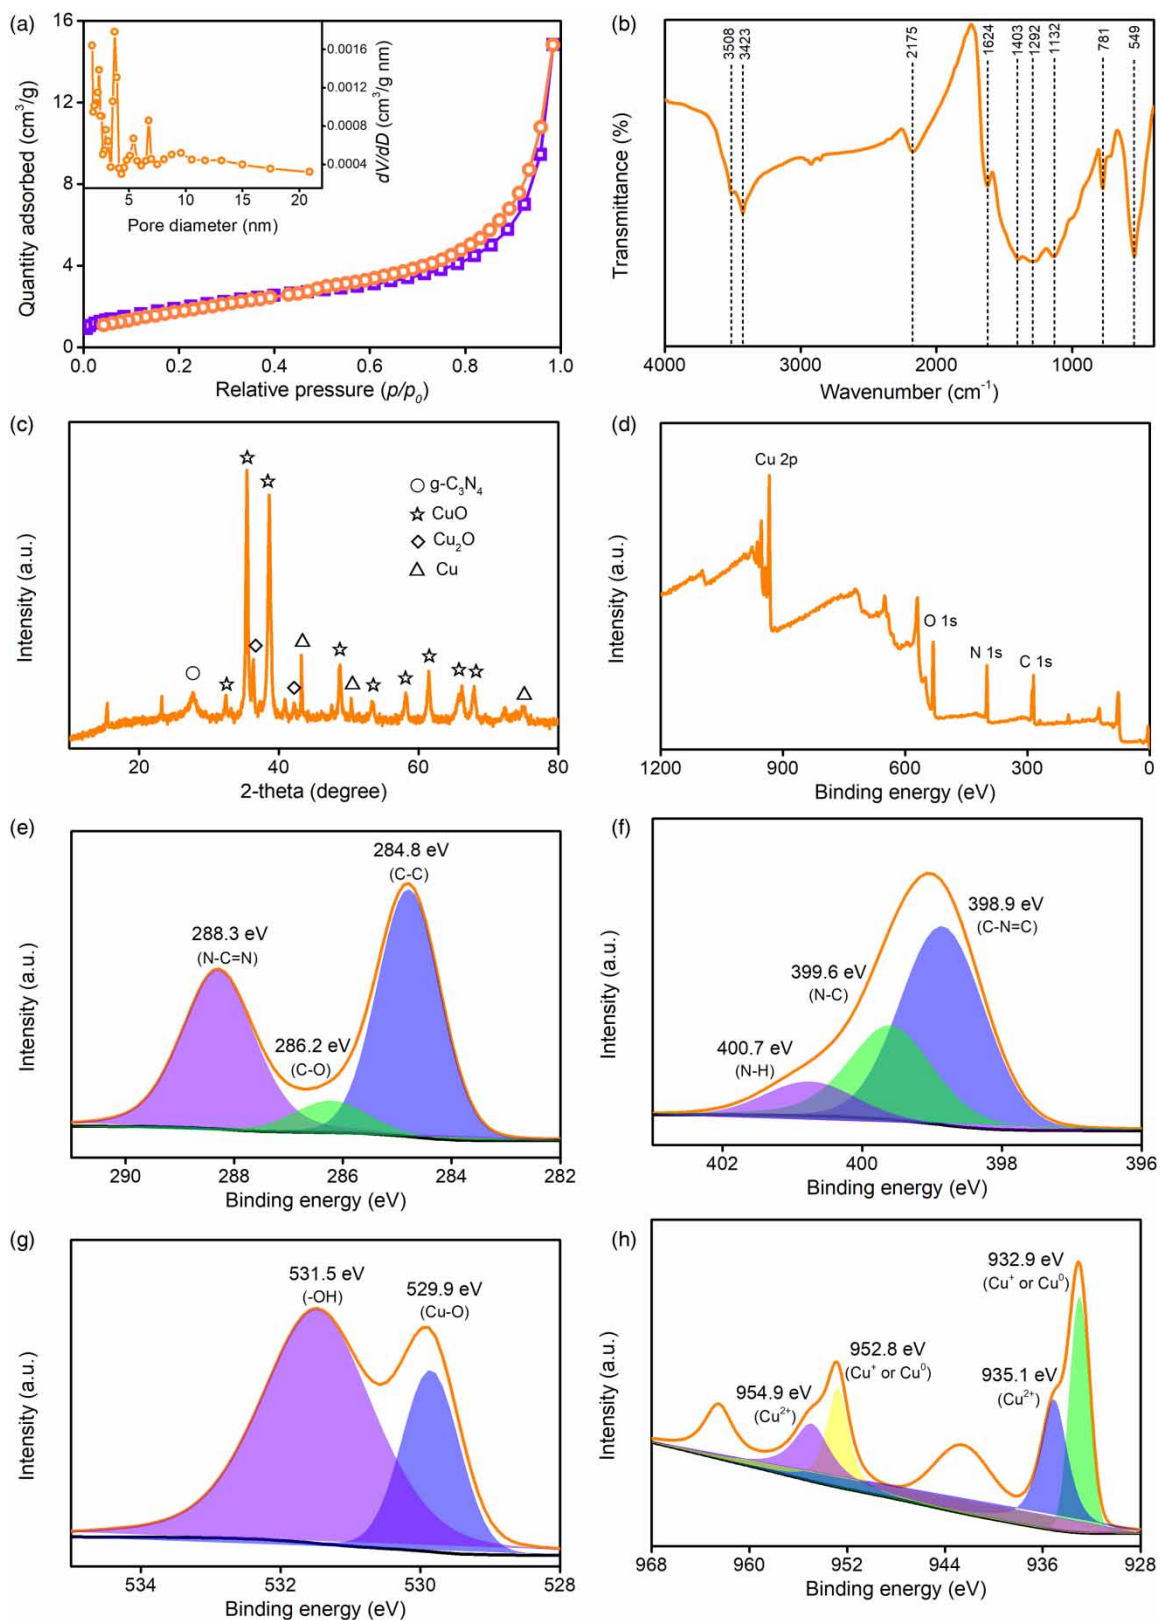 (a)
16
12
8
4
0
Quantity adsorbed (cm³/g)
0.0
0.2
0.4
0.6
0.8
1.0
Relative pressure (p/p₀)
0.0016
0.0012
0.0008
0.0004
dV/dD (cm³/g nm)
5
10
15
20
Pore diameter (nm)
(b)
3508
3423
2175
1624
1403
1292
1132
781
549
Transmittance (%)
4000
3000
2000
1000
Wavenumber (cm⁻¹)
(c)
Intensity (a.u.)
g-C₃N₄
CuO
Cu₂O
Cu
20
40
60
80
2-theta (degree)
(d)
Intensity (a.u.)
Cu 2p
O 1s
N 1s
C 1s
1200
900
600
300
0
Binding energy (eV)
(e)
Intensity (a.u.)
284.8 eV
(C-C)
288.3 eV
(N-C=N)
286.2 eV
(C-O)
290
288
286
284
282
Binding energy (eV)
(f)
Intensity (a.u.)
398.9 eV
(C-N=C)
399.6 eV
(N-C)
400.7 eV
(N-H)
402
400
398
396
Binding energy (eV)
(g)
Intensity (a.u.)
531.5 eV
(-OH)
529.9 eV
(Cu-O)
534
532
530
528
Binding energy (eV)
(h)
Intensity (a.u.)
932.9 eV
(Cu⁺ or Cu⁰)
952.8 eV
(Cu⁺ or Cu⁰)
935.1 eV
(Cu²⁺)
954.9 eV
(Cu²⁺)
968
960
952
944
936
928
Binding energy (eV)